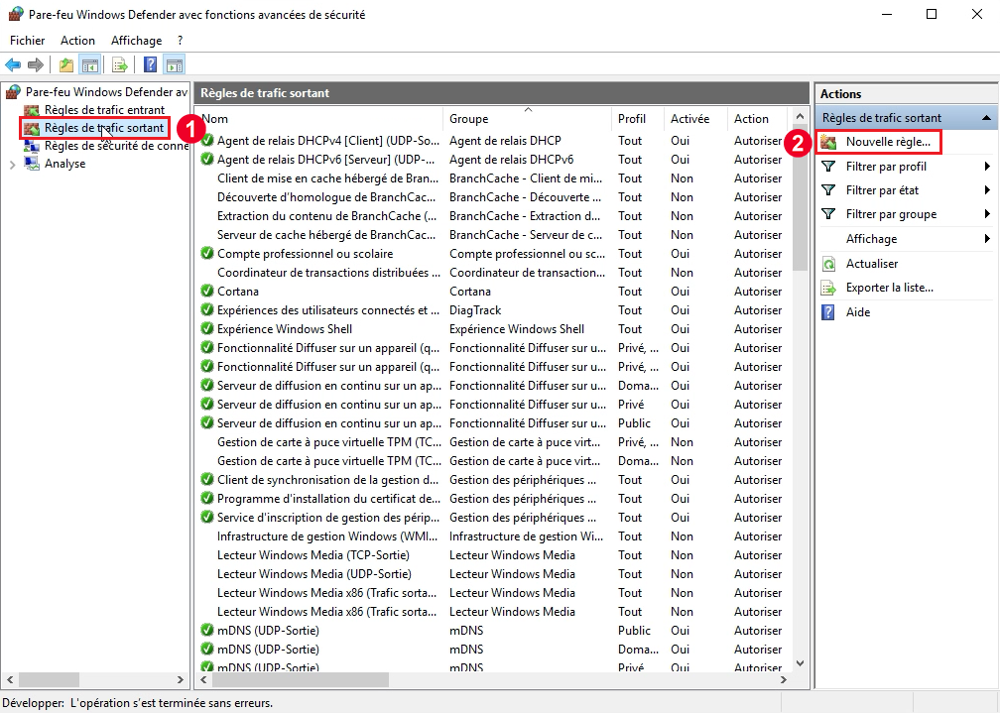 Pare-feu Windows Defender avec fonctions avancées de sécurité
Fichier Action Affichage ?
Pare-feu Windows Defender av
Règles de trafic entrant
Règles de trafic sortant
Règles de sécurité de conne
Analyse
1
Règles de trafic sortant
Nom Groupe Profil Activée Action
Agent de relais DHCPv4 [Client] (UDP-So... Agent de relais DHCP Tout Oui Autoriser
Agent de relais DHCPv6 [Serveur] (UDP-... Agent de relais DHCPv6 Tout Oui Autoriser
Client de mise en cache hébergé de Bran... BranchCache - Client de mi... Tout Non Autoriser
Découverte d'homologue de BranchCac... BranchCache - Découverte ... Tout Non Autoriser
Extraction du contenu de BranchCache (... BranchCache - Extraction d... Tout Non Autoriser
Serveur de cache hébergé de BranchCac... BranchCache - Serveur de c... Tout Non Autoriser
Compte professionnel ou scolaire Compte professionnel ou sc... Tout Oui Autoriser
Coordinateur de transactions distribuées ... Coordinateur de transaction... Tout Non Autoriser
Cortana Cortana Tout Oui Autoriser
Expériences des utilisateurs connectés et ... DiagTrack Tout Oui Autoriser
Expérience Windows Shell Expérience Windows Shell Tout Oui Autoriser
Fonctionnalité Diffuser sur un appareil (q... Fonctionnalité Diffuser sur u... Privé, ... Oui Autoriser
Fonctionnalité Diffuser sur un appareil (q... Fonctionnalité Diffuser sur u... Privé, ... Oui Autoriser
Serveur de diffusion en continu sur un ap... Fonctionnalité Diffuser sur u... Doma... Oui Autoriser
Serveur de diffusion en continu sur un ap... Fonctionnalité Diffuser sur u... Privé Oui Autoriser
Serveur de diffusion en continu sur un ap... Fonctionnalité Diffuser sur u... Public Oui Autoriser
Gestion de carte à puce virtuelle TPM (TC... Gestion de carte à puce virt... Privé, ... Non Autoriser
Gestion de carte à puce virtuelle TPM (TC... Gestion de carte à puce virt... Doma... Non Autoriser
Client de synchronisation de la gestion d... Gestion des périphériques ... Tout Oui Autoriser
Programme d'installation du certificat de... Gestion des périphériques ... Tout Oui Autoriser
Service d'inscription de gestion des périp... Gestion des périphériques ... Tout Oui Autoriser
Infrastructure de gestion Windows (WMI... Infrastructure de gestion Wi... Tout Non Autoriser
Lecteur Windows Media (TCP-Sortie) Lecteur Windows Media Tout Non Autoriser
Lecteur Windows Media (UDP-Sortie) Lecteur Windows Media Tout Non Autoriser
Lecteur Windows Media x86 (Trafic sorta... Lecteur Windows Media Tout Non Autoriser
Lecteur Windows Media x86 (Trafic sorta... Lecteur Windows Media Tout Non Autoriser
mDNS (UDP-Sortie) mDNS Public Oui Autoriser
mDNS (UDP-Sortie) mDNS Doma... Oui Autoriser
mDNS (UDP-Sortie) mDNS Privé Oui Autoriser
Actions
Règles de trafic sortant
2
Nouvelle règle...
Filtrer par profil
Filtrer par état
Filtrer par groupe
Affichage
Actualiser
Exporter la liste...
Aide
Développer: L'opération s'est terminée sans erreurs.